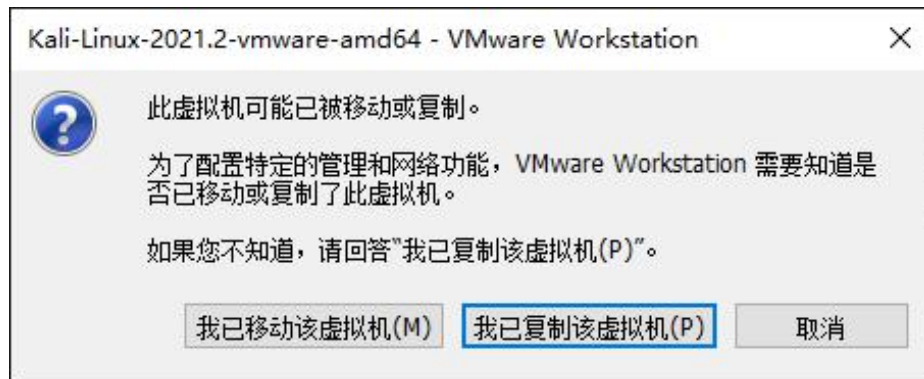 Kali-Linux-2021.2-vmware-amd64 - VMware Workstation
此虚拟机可能已被移动或复制。
为了配置特定的管理和网络功能，VMware Workstation 需要知道是
否已移动或复制了此虚拟机。
如果您不知道，请回答“我已复制该虚拟机(P)”。
我已移动该虚拟机(M) 我已复制该虚拟机(P) 取消